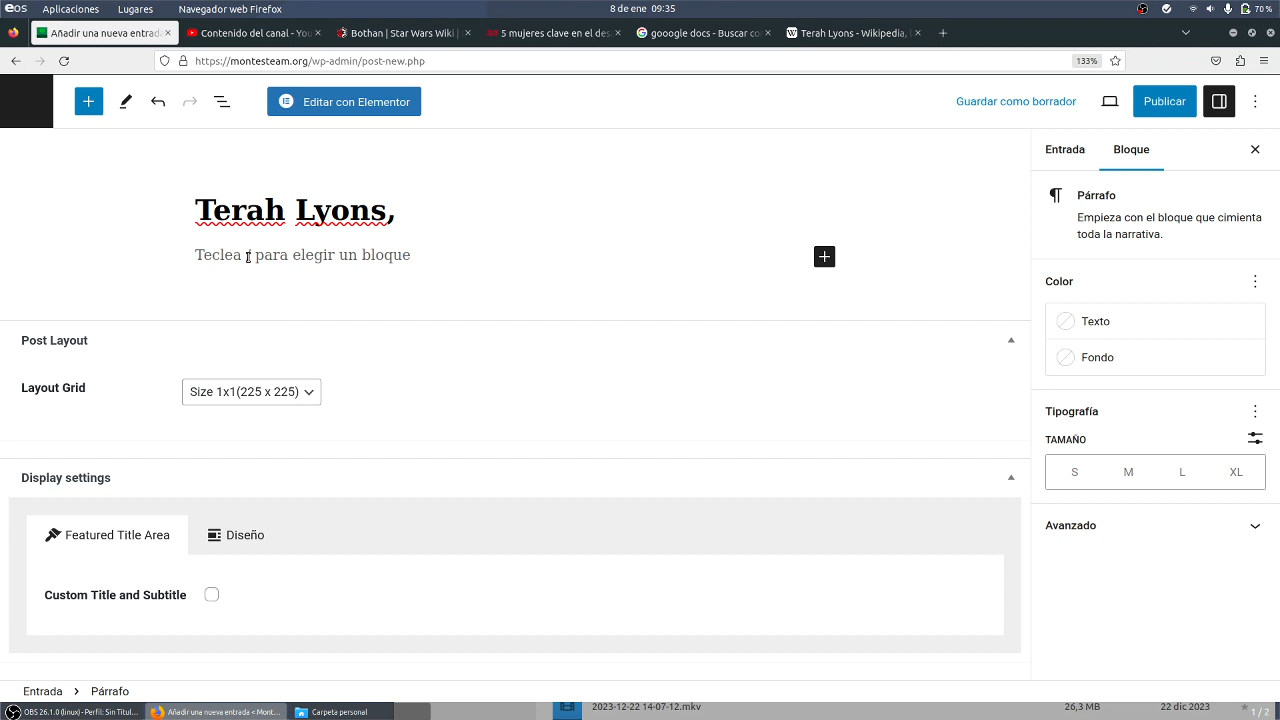 eos Aplicaciones Lugares Navegador web Firefox 8 de ene 09:35 70 %
Añadir una nueva entrada × Contenido del canal - You × Bothan | Star Wars Wiki | × 5 mujeres clave en el des × gooogle docs - Buscar co × Terah Lyons - Wikipedia, ×
https://montesteam.org/wp-admin/post-new.php 133%
Editar con Elementor Guardar como borrador Publicar
Entrada Bloque
Terah Lyons,
Teclea / para elegir un bloque
Párrafo
Empieza con el bloque que cimienta
toda la narrativa.
Color
Texto
Fondo
Post Layout
Layout Grid Size 1x1(225 x 225)
Tipografía
TAMAÑO
S M L XL
Avanzado
Display settings
Featured Title Area Diseño
Custom Title and Subtitle
Entrada > Párrafo
OBS 26.1.0 (linux) - Perfil: Sin Titul... Añadir una nueva entrada < Mont... Carpeta personal 2023-12-22 14-07-12.mkv 26,3 MB 22 dic 2023 1 / 2